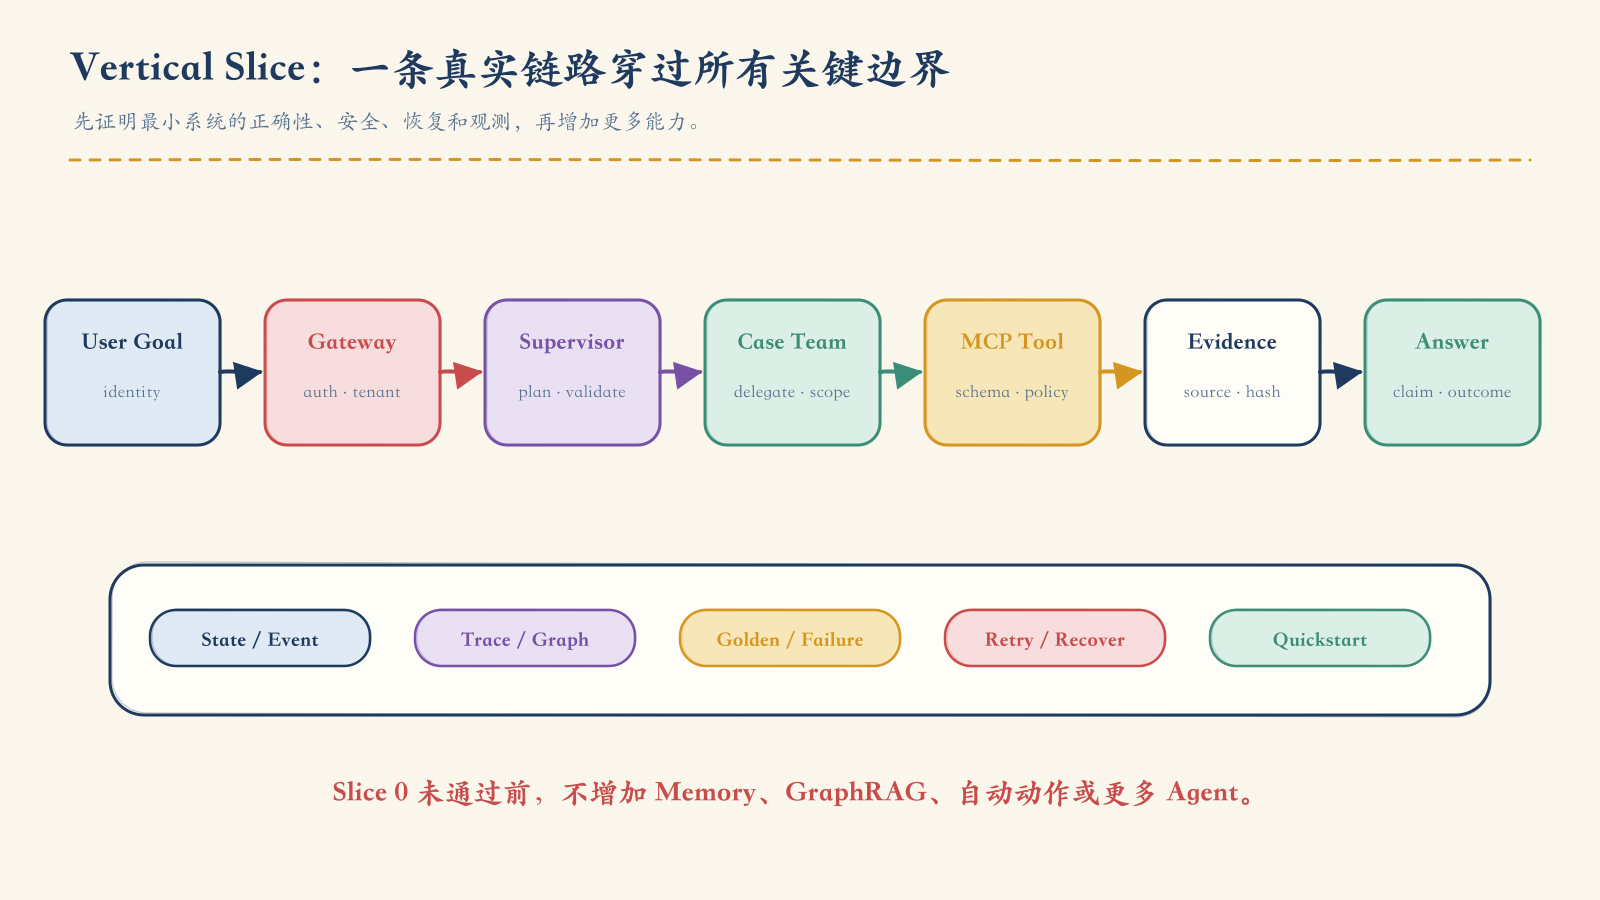 Vertical Slice：一条真实链路穿过所有关键边界
先证明最小系统的正确性、安全、恢复和观测，再增加更多能力。
User Goal
identity
Gateway
auth · tenant
Supervisor
plan · validate
Case Team
delegate · scope
MCP Tool
schema · policy
Evidence
source · hash
Answer
claim · outcome
State / Event
Trace / Graph
Golden / Failure
Retry / Recover
Quickstart
Slice 0 未通过前，不增加 Memory、GraphRAG、自动动作或更多 Agent。